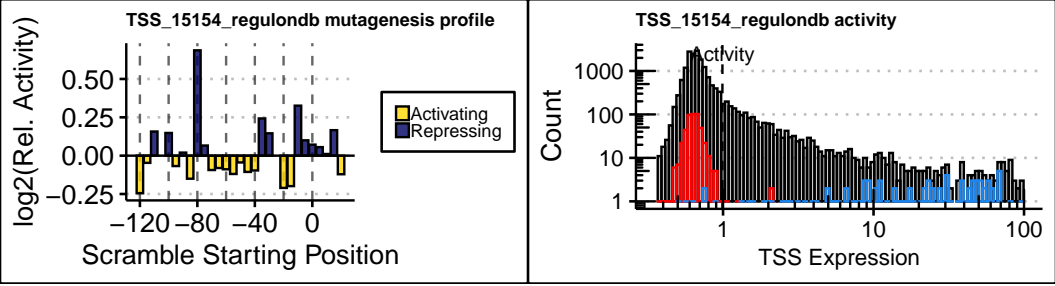 TSS_15154_regulondb mutagenesis profile
log2(Rel. Activity)
0.50
0.25
0.00
−0.25
−120 −80 −40 0
Scramble Starting Position
Activating
Repressing
TSS_15154_regulondb activity
Activity
Count
1000
100
10
1
1 10 100
TSS Expression